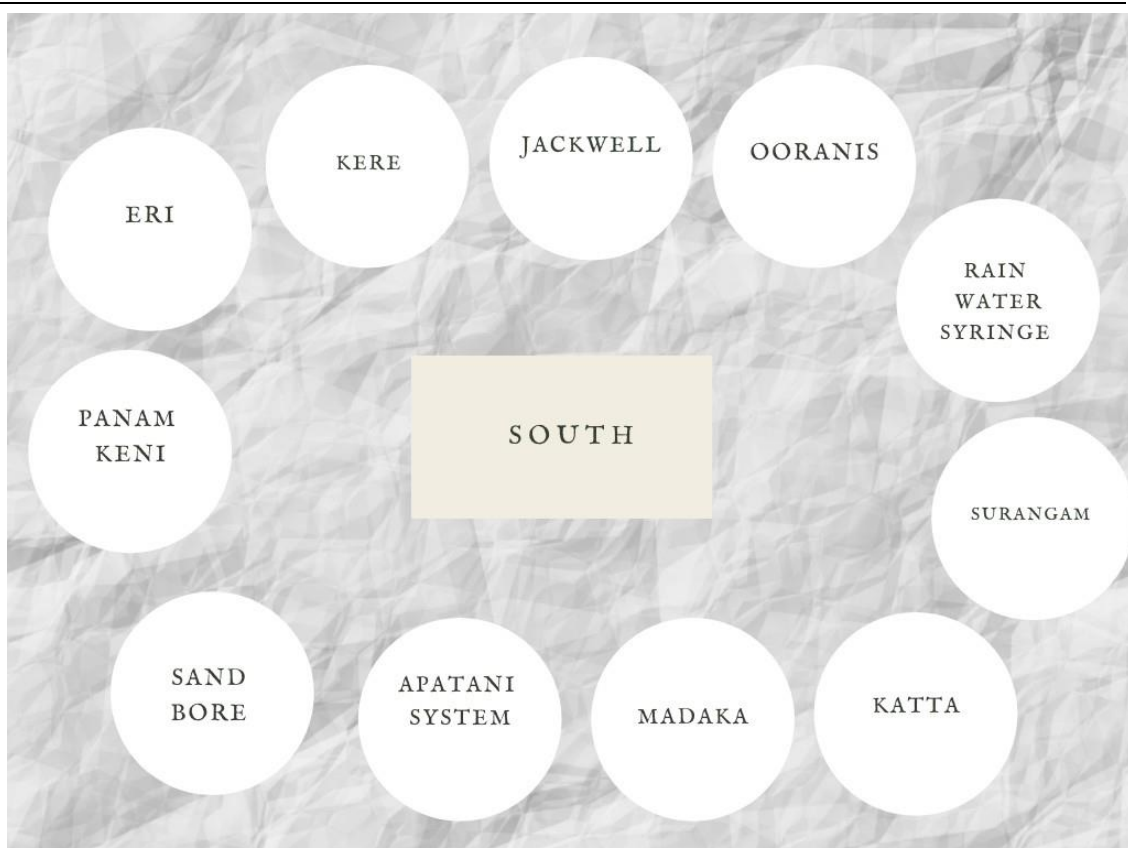 KERE
JACKWELL
OORANIS
ERI
RAIN
WATER
SYRINGE
PANAM
KENI
SOUTH
SURANGAM
SAND
BORE
APATANI
SYSTEM
MADAKA
KATTA